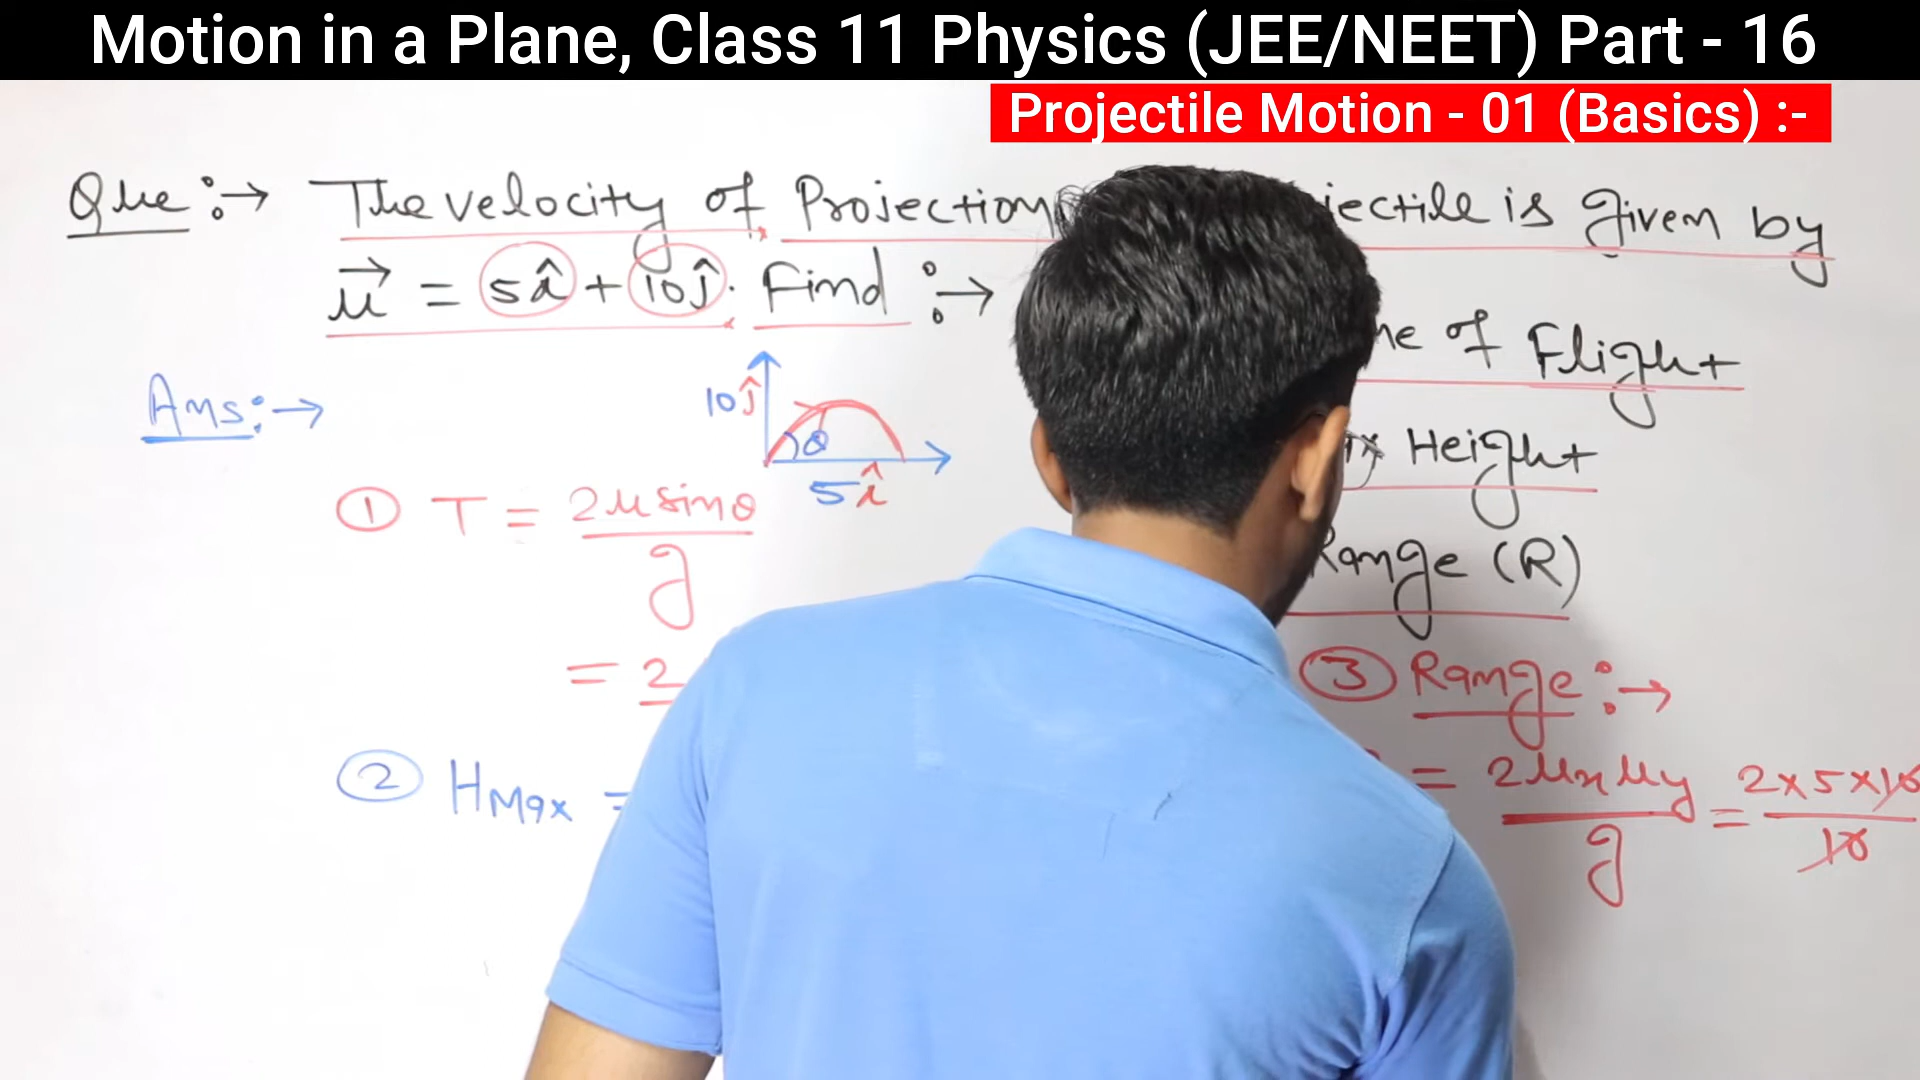 Motion in a Plane, Class 11 Physics (JEE/NEET) Part - 16
Projectile Motion - 01 (Basics) :-
Que :→ The velocity of Projection jectile is given by
u⃗ = 5î + 10ĵ. Find :→
me of Flight
Height
Range (R)
Ans :→
10ĵ
θ
5î
① T = 2u sinθ / g
= 2
② HMax =
③ Range :→
= 2uxuy / g = 2×5×10 / 10